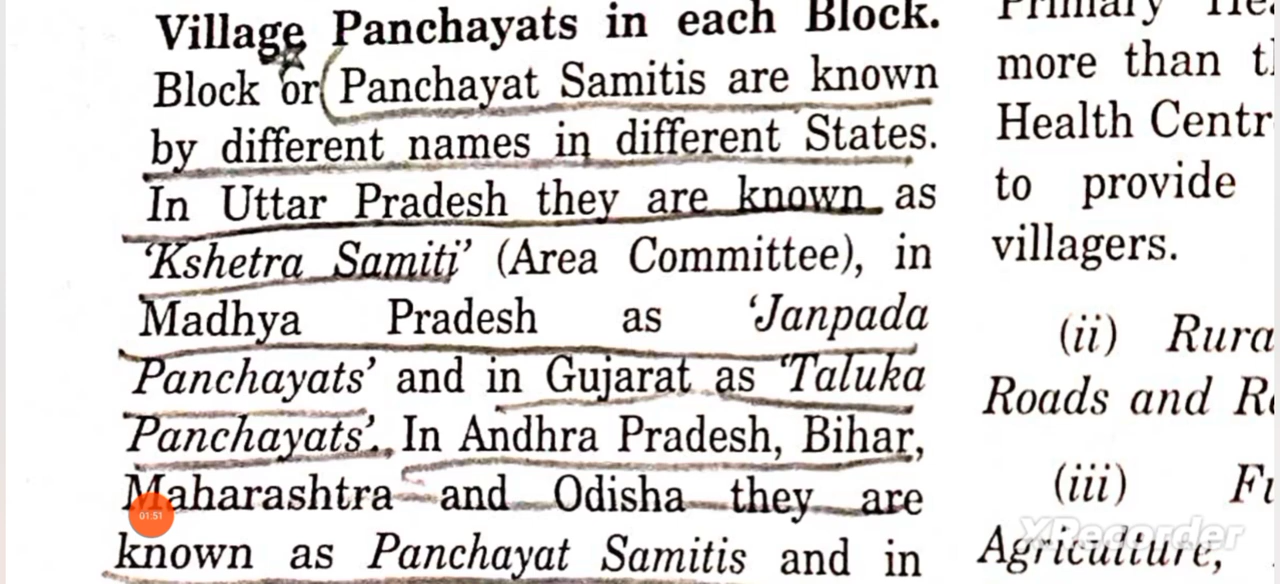 Village Panchayats in each Block.
Block or Panchayat Samitis are known
by different names in different States.
In Uttar Pradesh they are known as
‘Kshetra Samiti’ (Area Committee), in
Madhya Pradesh as ‘Janpada
Panchayats’ and in Gujarat as ‘Taluka
Panchayats’. In Andhra Pradesh, Bihar,
Maharashtra and Odisha they are
known as Panchayat Samitis and in
Primary
more than
Health Centr
to provide
villagers.
(ii) Rura
Roads and R
(iii) F
Agriculture,
01:51
XRecorder